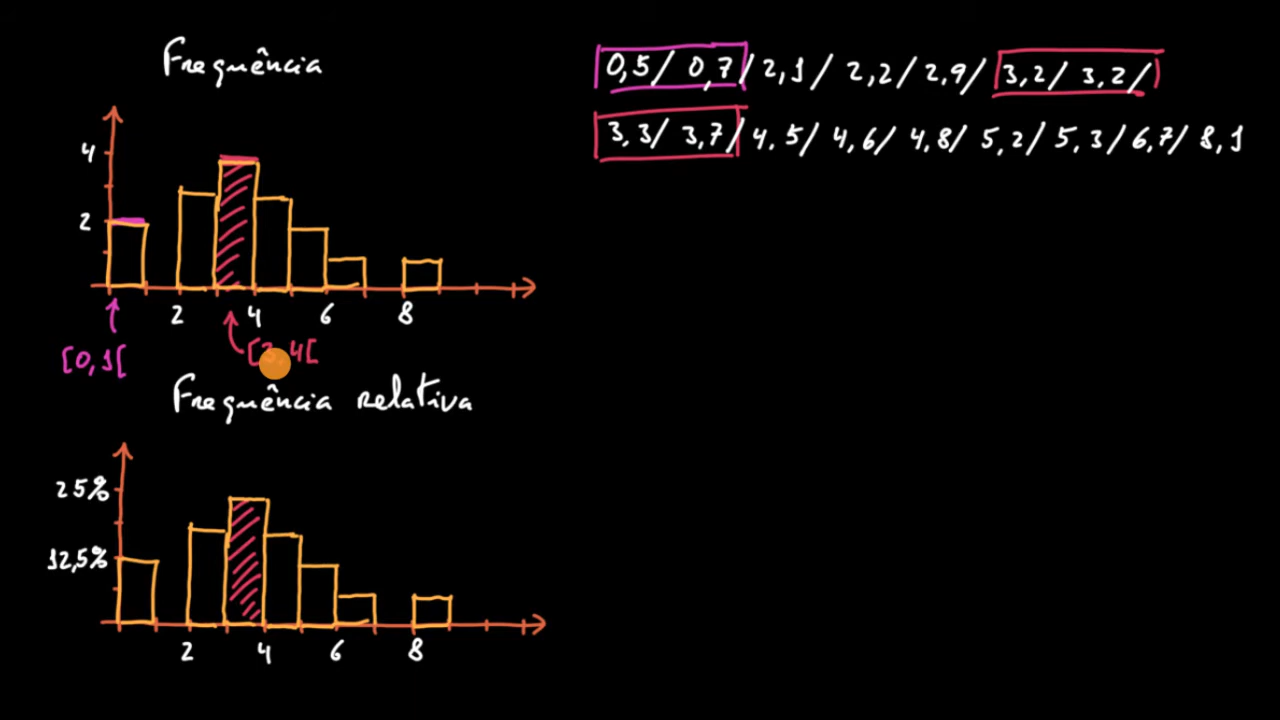 Frequência
0,5/ 0,7/ 2,1/ 2,2/ 2,9/ 3,2/ 3,2/
3,3/ 3,7/ 4,5/ 4,6/ 4,8/ 5,2/ 5,3/ 6,7/ 8,1
4
2
2 4 6 8
[0,1[
[3,4[
Frequência relativa
25%
12,5%
2 4 6 8